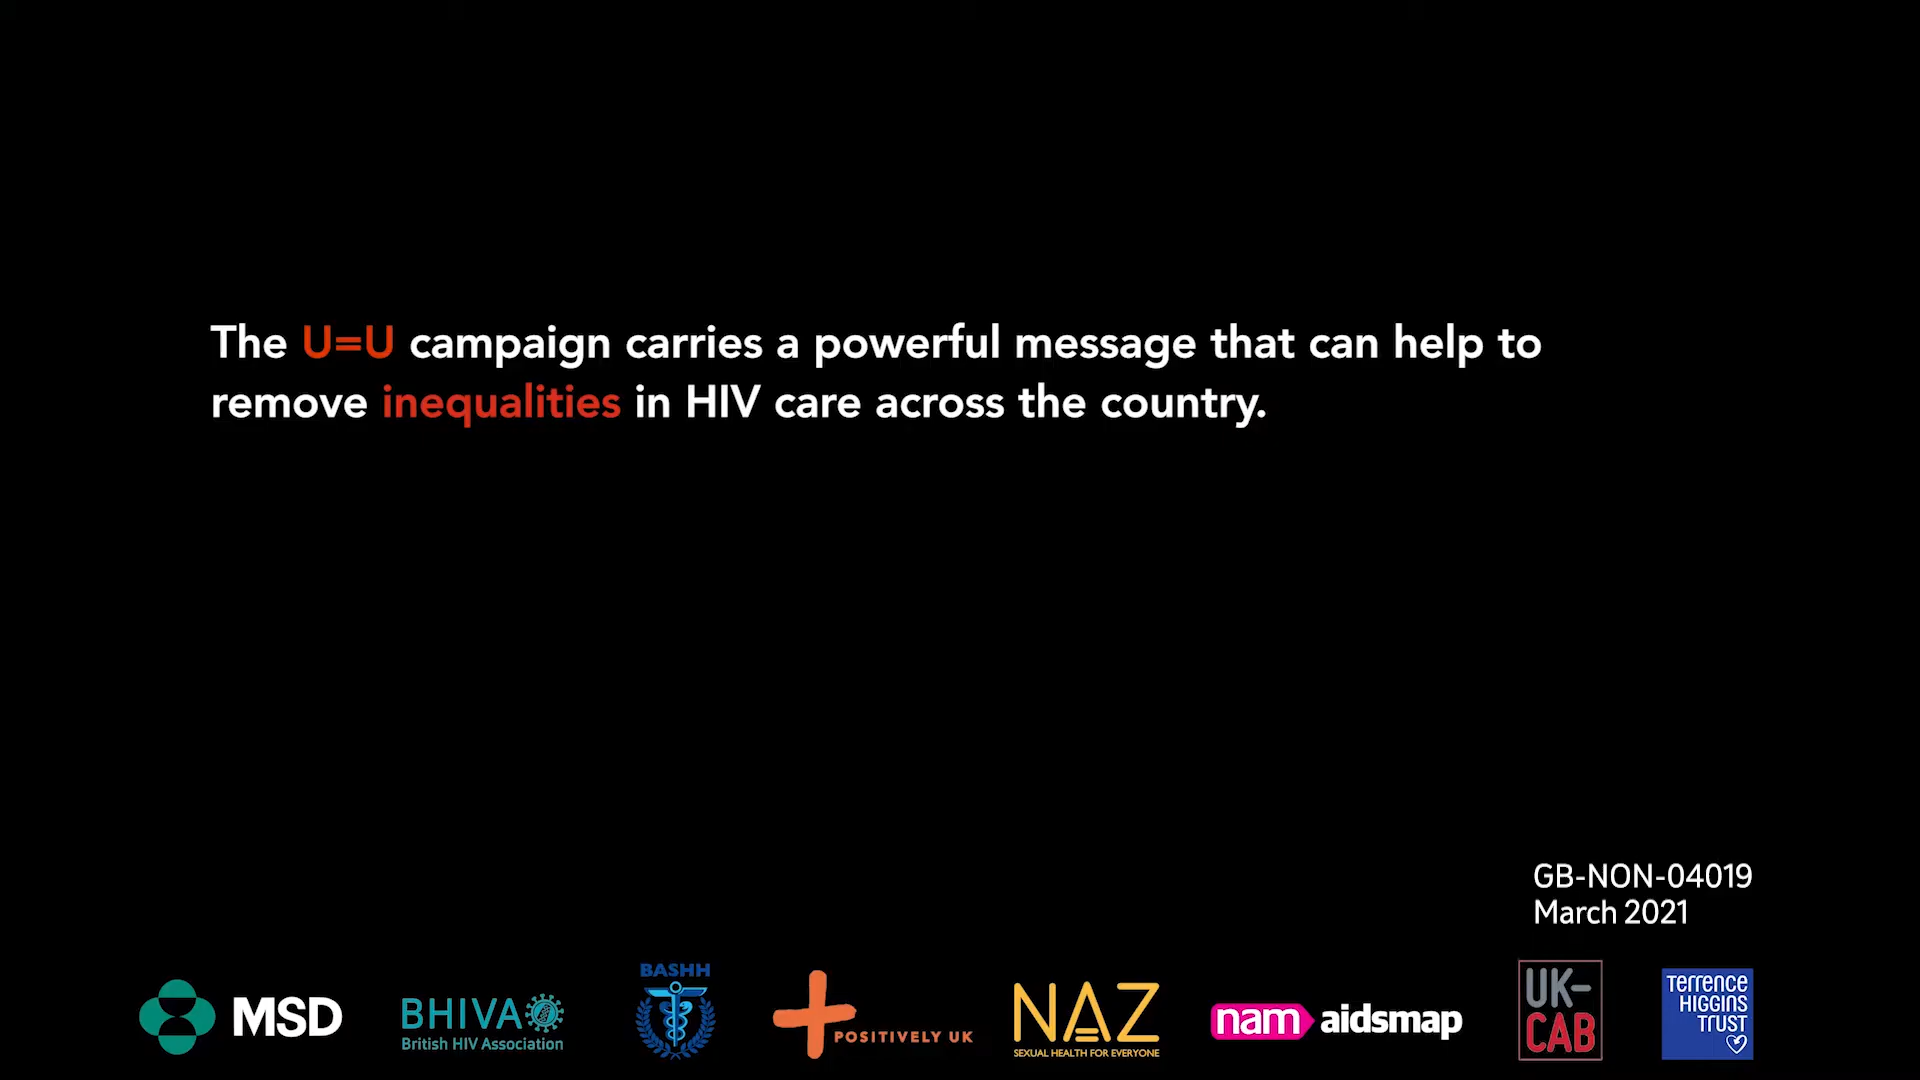 The U=U campaign carries a powerful message that can help to
remove inequalities in HIV care across the country.
GB-NON-04019
March 2021
MSD
BHIVA
British HIV Association
BASHH
POSITIVELY UK
NAZ
SEXUAL HEALTH FOR EVERYONE
nam aidsmap
UK-
CAB
Terrence
HIGGINS
TRUST